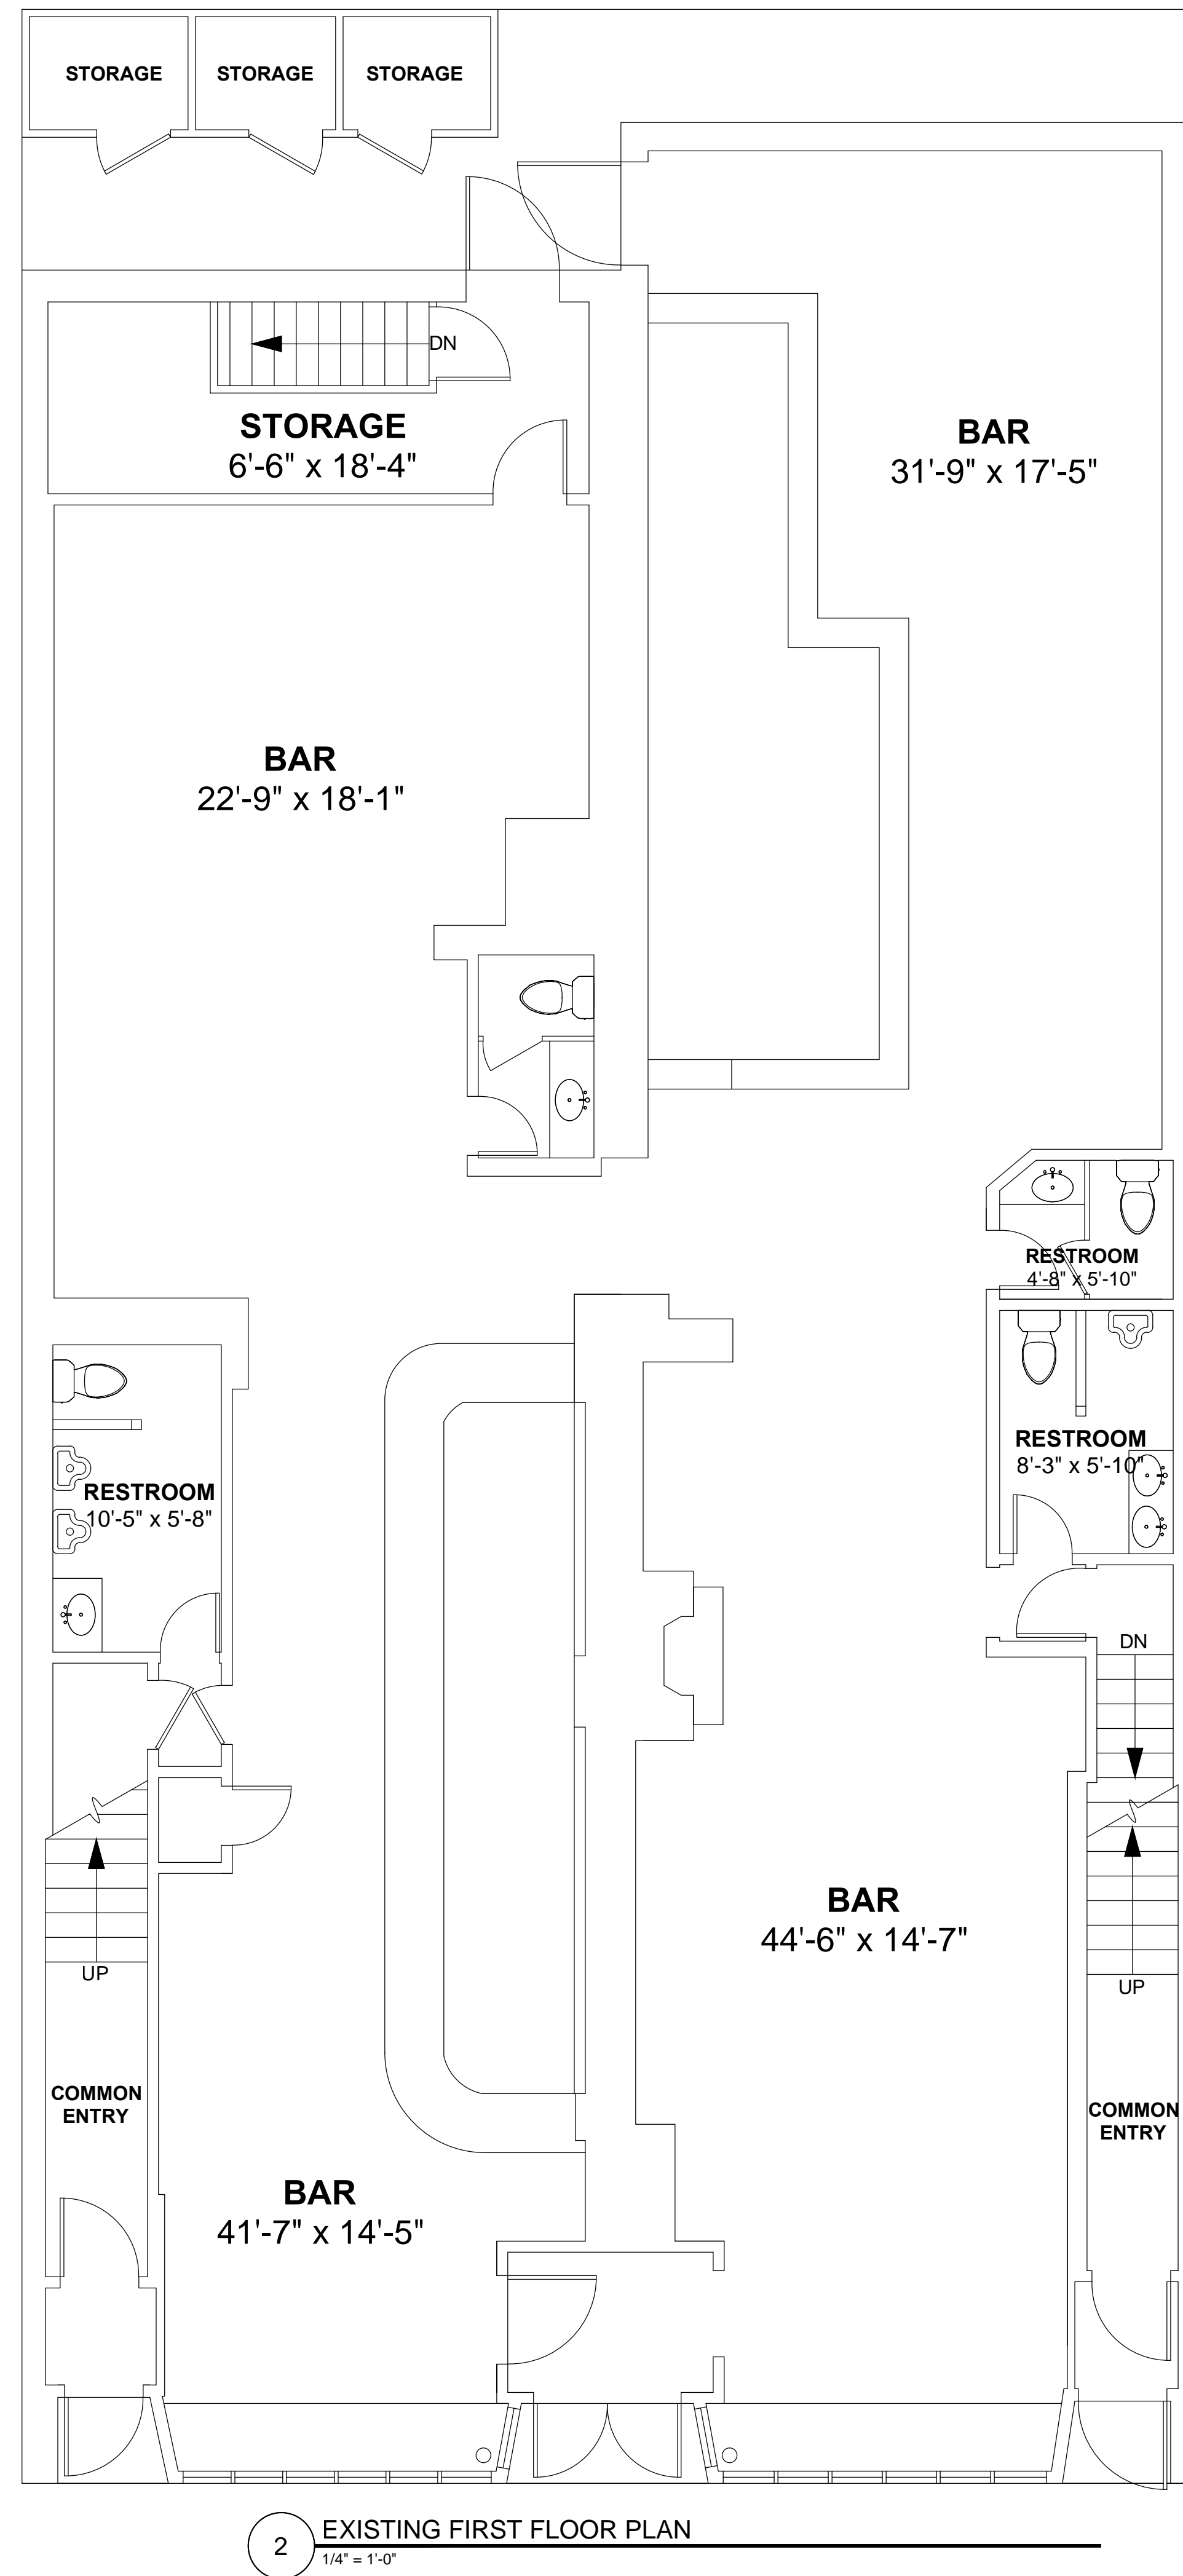 STORAGE
STORAGE
STORAGE
DN
STORAGE
6'-6" x 18'-4"
BAR
31'-9" x 17'-5"
BAR
22'-9" x 18'-1"
RESTROOM
4'-8" x 5'-10"
RESTROOM
8'-3" x 5'-10"
RESTROOM
10'-5" x 5'-8"
DN
BAR
44'-6" x 14'-7"
UP
UP
COMMON
ENTRY
COMMON
ENTRY
BAR
41'-7" x 14'-5"
2
EXISTING FIRST FLOOR PLAN
1/4" = 1'-0"